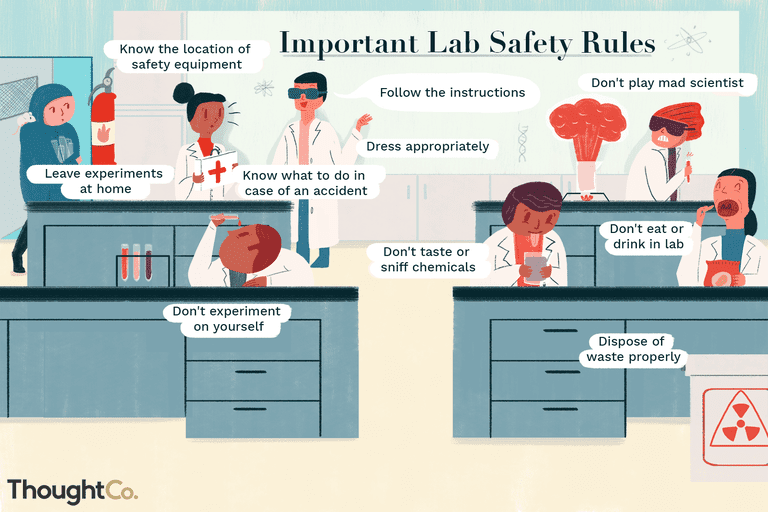 Important Lab Safety Rules
Know the location of
safety equipment
Follow the instructions
Don't play mad scientist
Dress appropriately
Leave experiments
at home
Know what to do in
case of an accident
Don't taste or
sniff chemicals
Don't eat or
drink in lab
Don't experiment
on yourself
Dispose of
waste properly
ThoughtCo.